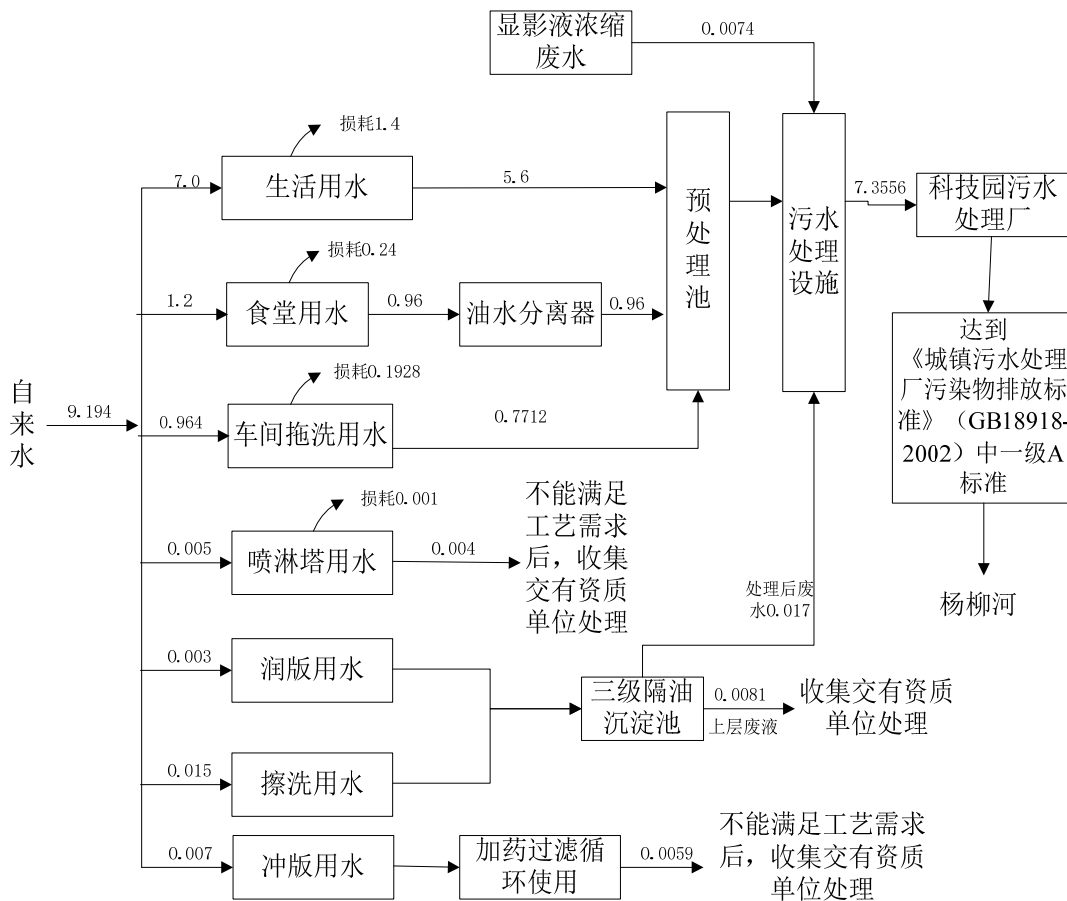 显影液浓缩
废水
0.0074
损耗1.4
7.0
生活用水
5.6
预
处
理
池
污水
处理
设施
7.3556
科技园污水
处理厂
损耗0.24
1.2
食堂用水
0.96
油水分离器
0.96
达到
《城镇污水处理
厂污染物排放标
准》（GB18918-
2002）中一级A
标准
杨柳河
自
来
水
9.194
损耗0.1928
0.964
车间拖洗用水
0.7712
损耗0.001
0.005
喷淋塔用水
0.004
不能满足
工艺需求
后，收集
交有资质
单位处理
处理后废
水0.017
0.003
润版用水
三级隔油
沉淀池
0.0081
上层废液
收集交有资质
单位处理
0.015
擦洗用水
0.007
冲版用水
加药过滤循
环使用
0.0059
不能满足工艺需求
后，收集交有资质
单位处理